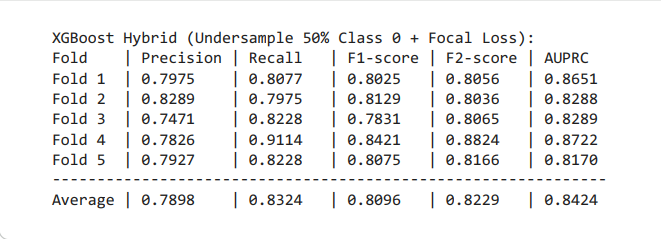 XGBoost Hybrid (Undersample 50% Class 0 + Focal Loss):
Fold | Precision | Recall | F1-score | F2-score | AUPRC
Fold 1 | 0.7975 | 0.8077 | 0.8025 | 0.8056 | 0.8651
Fold 2 | 0.8289 | 0.7975 | 0.8129 | 0.8036 | 0.8288
Fold 3 | 0.7471 | 0.8228 | 0.7831 | 0.8065 | 0.8289
Fold 4 | 0.7826 | 0.9114 | 0.8421 | 0.8824 | 0.8722
Fold 5 | 0.7927 | 0.8228 | 0.8075 | 0.8166 | 0.8170
----------------------------------------------------------------
Average | 0.7898 | 0.8324 | 0.8096 | 0.8229 | 0.8424